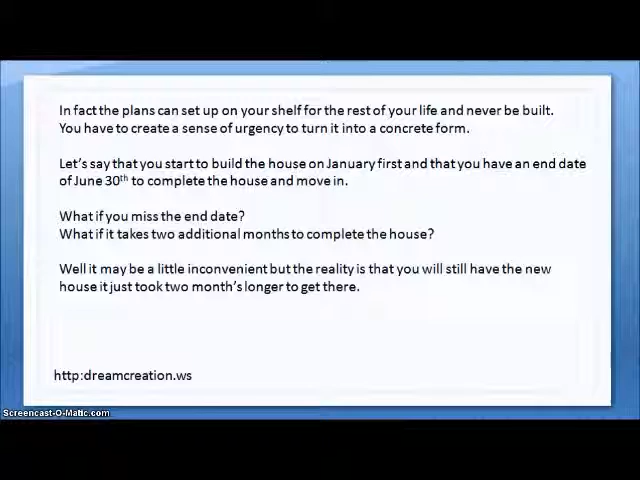 In fact the plans can set up on your shelf for the rest of your life and never be built.
You have to create a sense of urgency to turn it into a concrete form.
Let's say that you start to build the house on January first and that you have an end date
of June 30th to complete the house and move in.
What if you miss the end date?
What if it takes two additional months to complete the house?
Well it may be a little inconvenient but the reality is that you will still have the new
house it just took two month's longer to get there.
http:dreamcreation.ws
Screencast-O-Matic.com